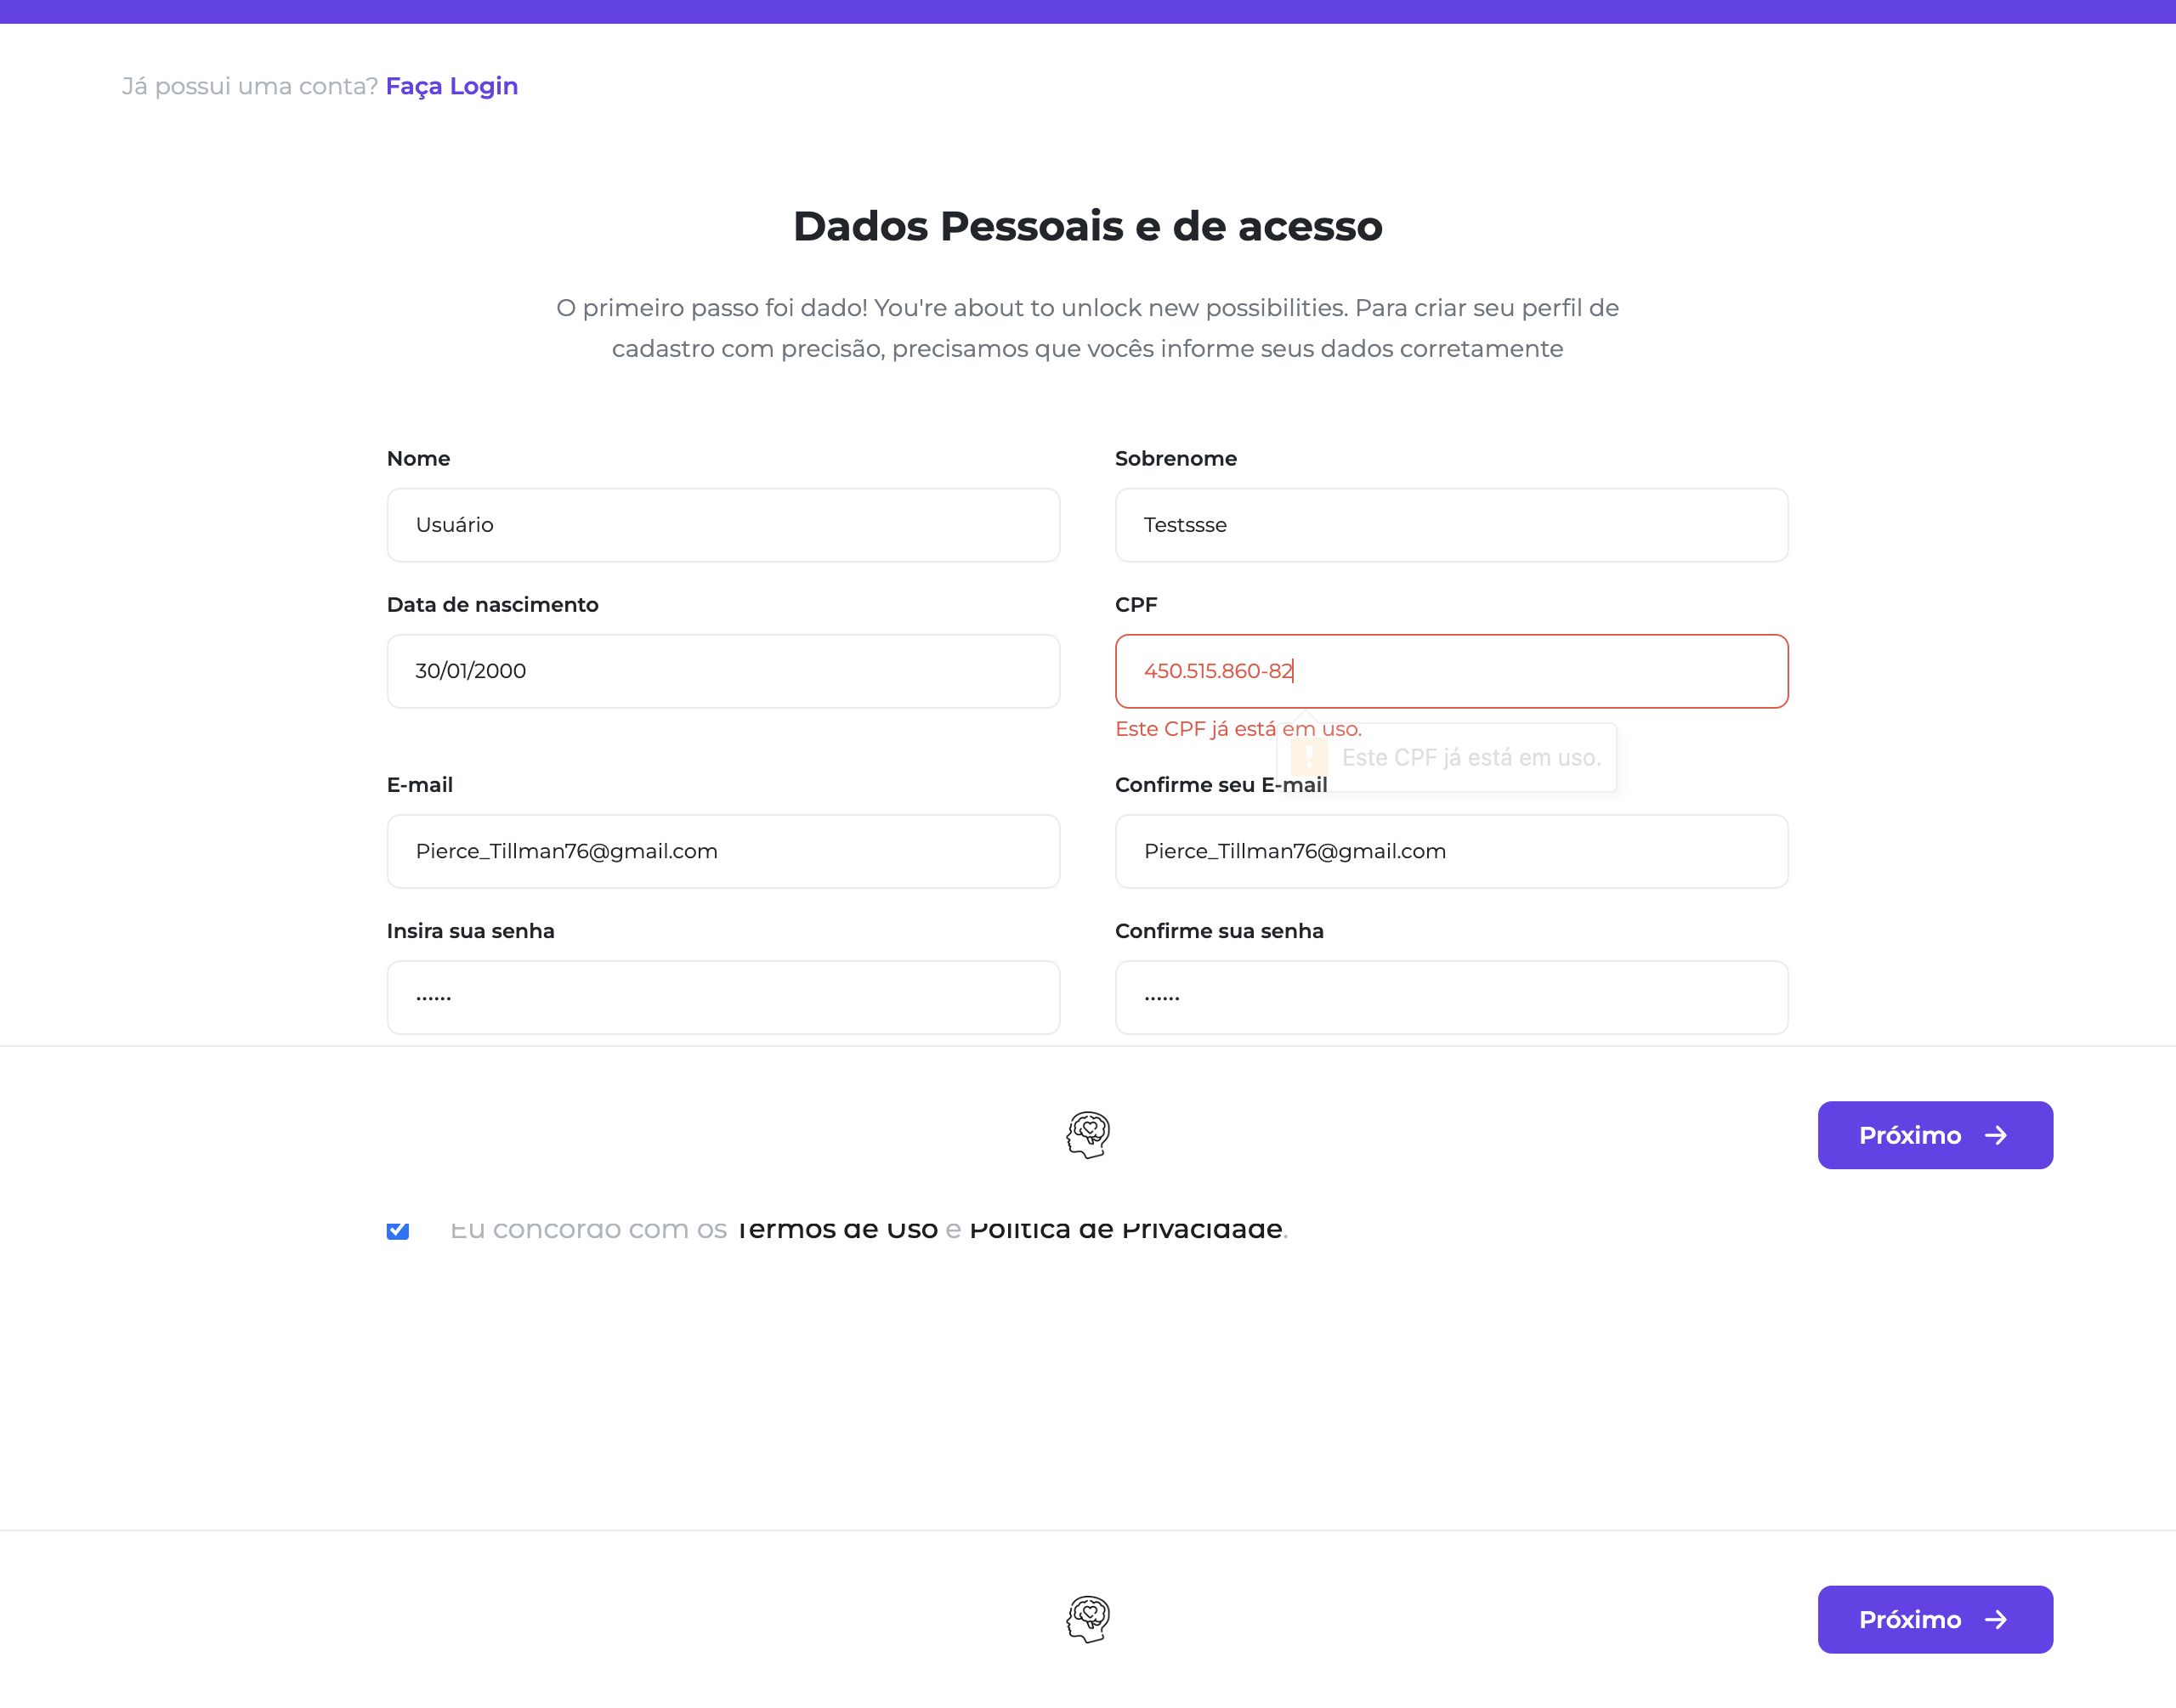 Já possui uma conta? Faça Login
Dados Pessoais e de acesso
O primeiro passo foi dado! You're about to unlock new possibilities. Para criar seu perfil de
cadastro com precisão, precisamos que vocês informe seus dados corretamente
Nome
Sobrenome
Usuário
Testssse
Data de nascimento
CPF
30/01/2000
450.515.860-82
Este CPF já está em uso.
Este CPF já está em uso.
E-mail
Confirme seu E-mail
Pierce_Tillman76@gmail.com
Pierce_Tillman76@gmail.com
Insira sua senha
Confirme sua senha
••••••
••••••
Próximo
Eu concordo com os Termos de Uso e Política de Privacidade.
Próximo